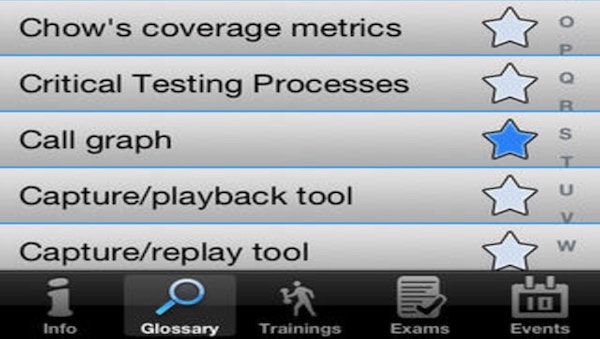 Chow's coverage metrics
Critical Testing Processes
Call graph
Capture/playback tool
Capture/replay tool
O
P
Q
R
S
T
U
V
W
Info
Glossary
Trainings
Exams
10
Events